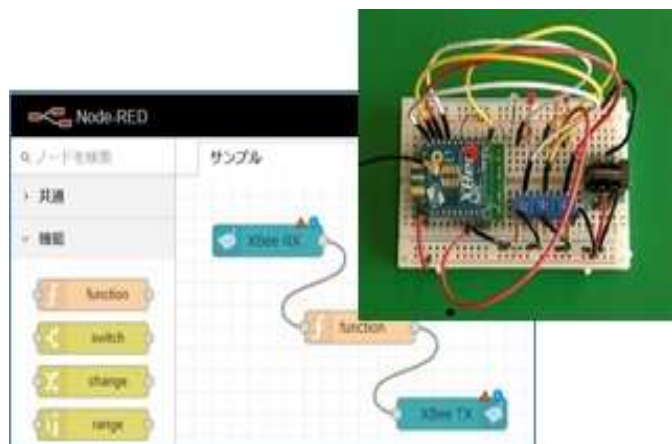 Node-RED
ノードを検索
サンプル
共通
機能
XBee RX
function
function
switch
change
XBee TX
range